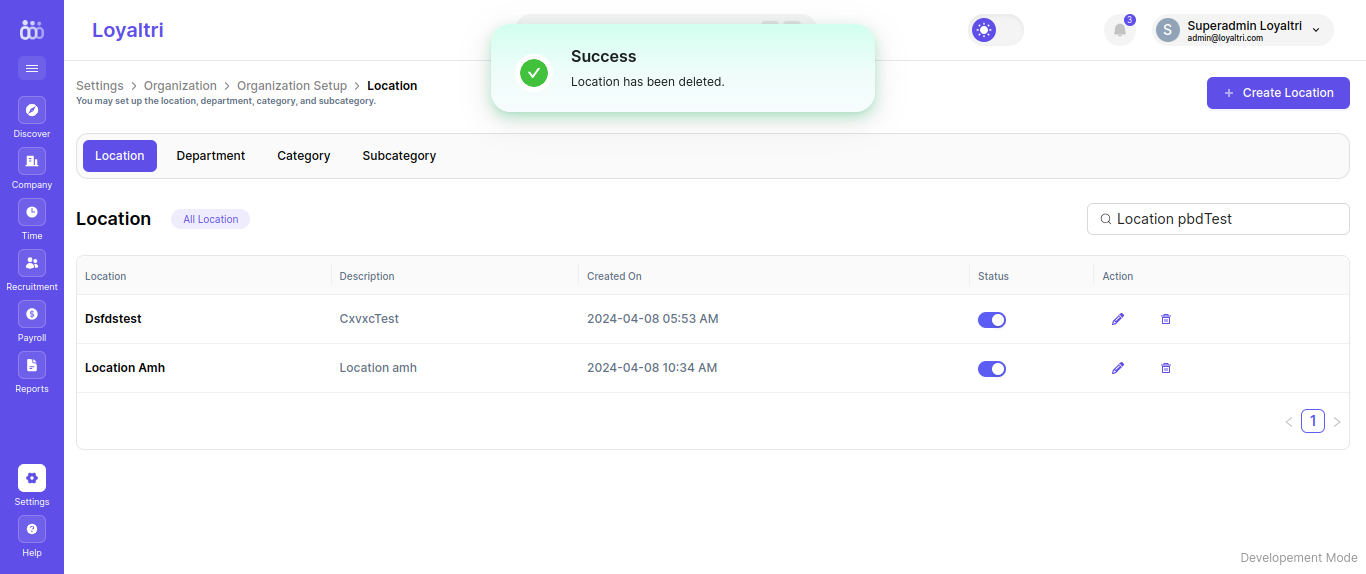 Loyaltri
3
S
Superadmin Loyaltri
admin@loyaltri.com
Success
Location has been deleted.
Settings > Organization > Organization Setup > Location
You may set up the location, department, category, and subcategory.
+ Create Location
Discover
Company
Time
Recruitment
Payroll
Reports
Settings
Help
Location Department Category Subcategory
Location All Location
Location pbdTest
Location Description Created On Status Action
Dsfdstest CxvxcTest 2024-04-08 05:53 AM
Location Amh Location amh 2024-04-08 10:34 AM
< 1 >
Developement Mode